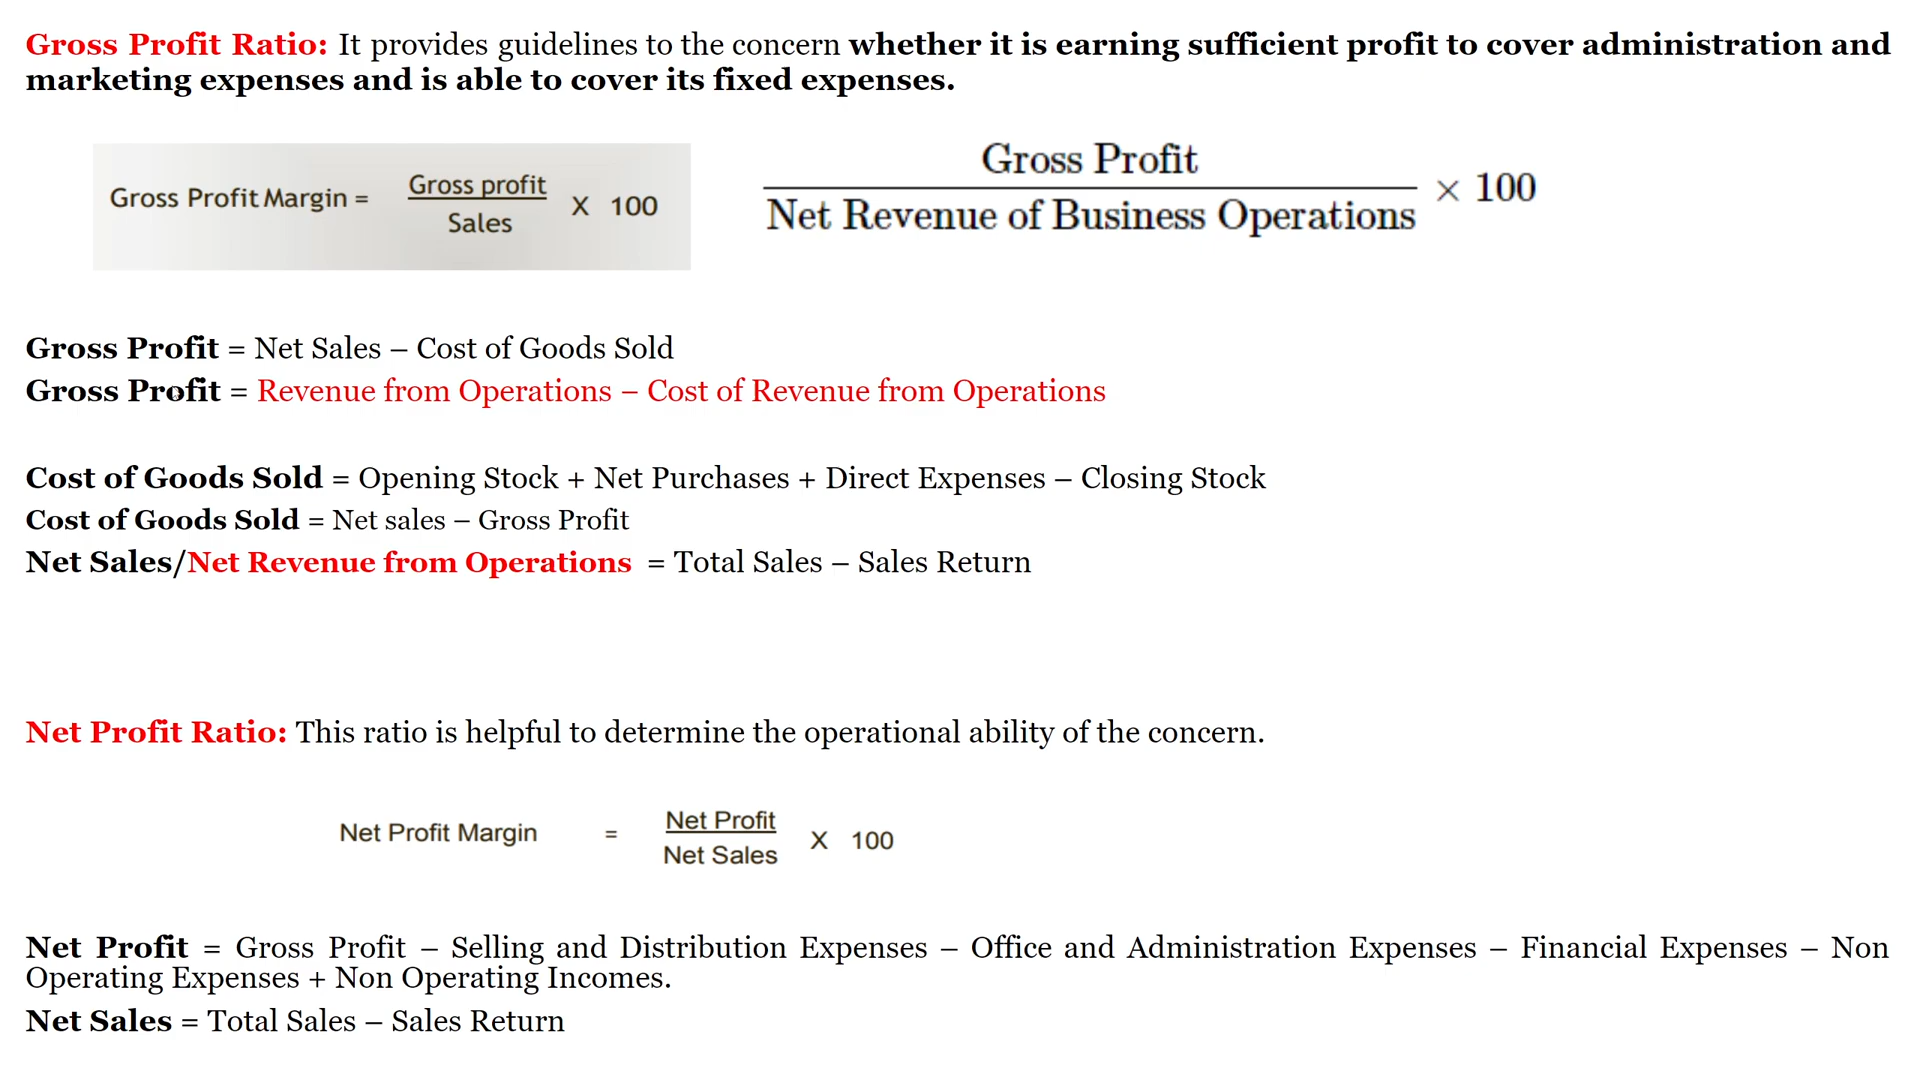 Gross Profit Ratio: It provides guidelines to the concern whether it is earning sufficient profit to cover administration and
marketing expenses and is able to cover its fixed expenses.
Gross Profit Margin = Gross profit
Sales
X 100
Gross Profit
Net Revenue of Business Operations
× 100
Gross Profit = Net Sales – Cost of Goods Sold
Gross Profit = Revenue from Operations – Cost of Revenue from Operations
Cost of Goods Sold = Opening Stock + Net Purchases + Direct Expenses – Closing Stock
Cost of Goods Sold = Net sales – Gross Profit
Net Sales/Net Revenue from Operations = Total Sales – Sales Return
Net Profit Ratio: This ratio is helpful to determine the operational ability of the concern.
Net Profit Margin = Net Profit
Net Sales
X 100
Net Profit = Gross Profit – Selling and Distribution Expenses – Office and Administration Expenses – Financial Expenses – Non
Operating Expenses + Non Operating Incomes.
Net Sales = Total Sales – Sales Return